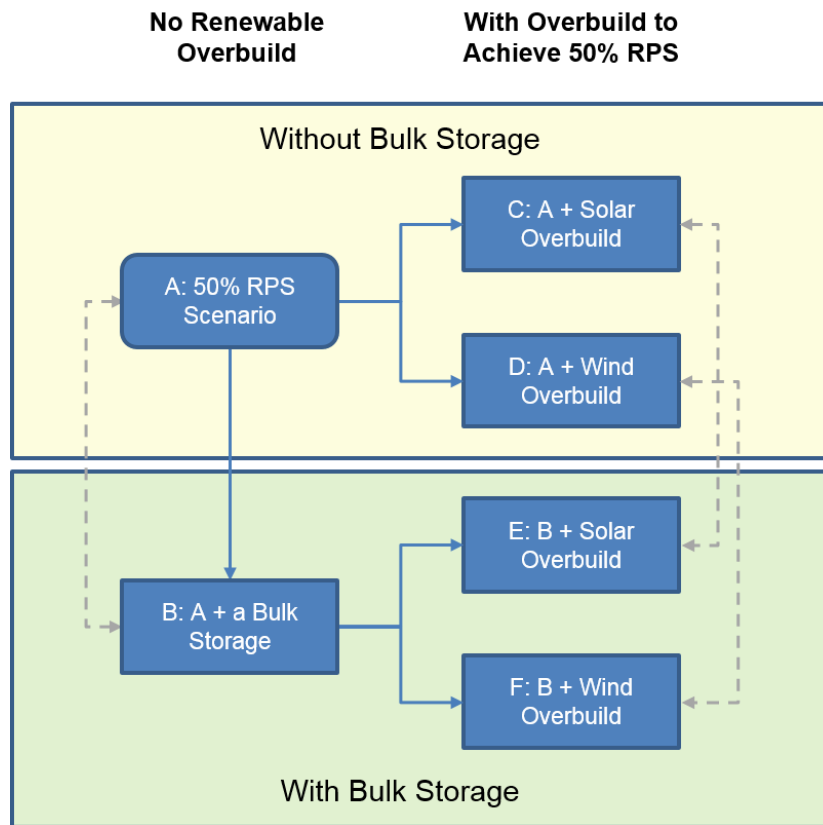 No Renewable
Overbuild
With Overbuild to
Achieve 50% RPS
Without Bulk Storage
C: A + Solar
Overbuild
A: 50% RPS
Scenario
D: A + Wind
Overbuild
E: B + Solar
Overbuild
B: A + a Bulk
Storage
F: B + Wind
Overbuild
With Bulk Storage